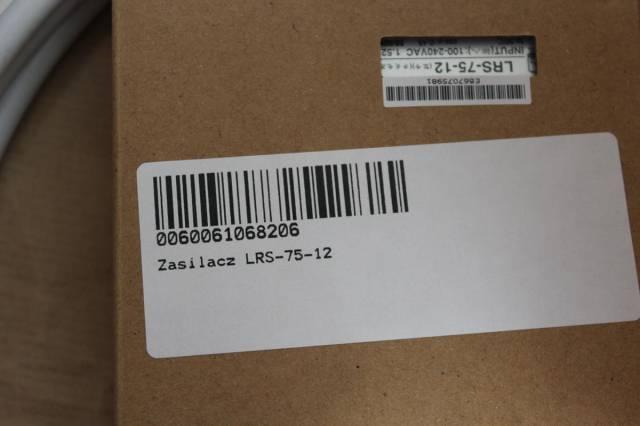 LRS-75-12
INPUT 100-240VAC
0060061068206
Zasilacz LRS-75-12